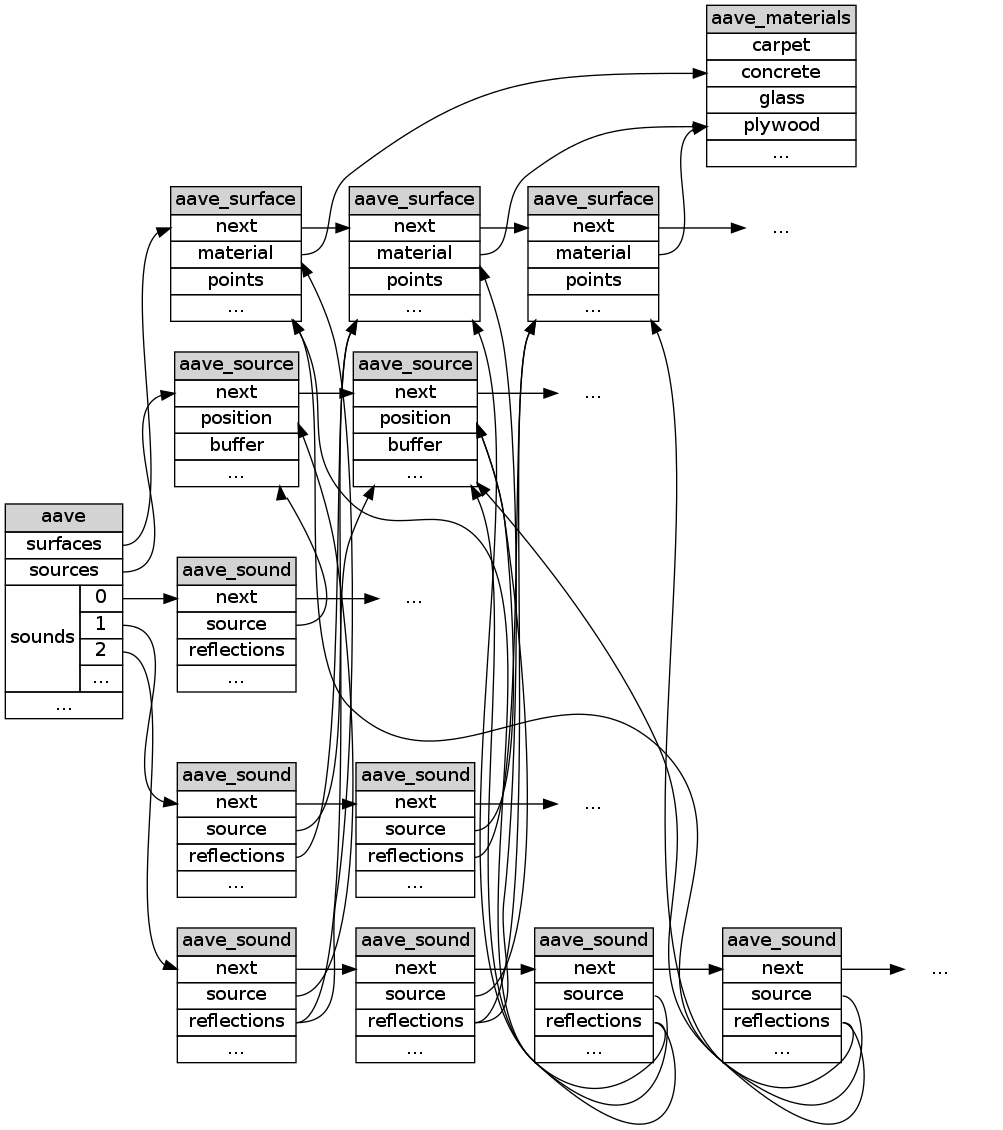 aave_materials
carpet
concrete
glass
plywood
...
aave_surface
next
material
points
...
aave_surface
next
material
points
...
aave_surface
next
material
points
...
...
aave_source
next
position
buffer
...
aave_source
next
position
buffer
...
...
aave
surfaces
sources
sounds
0
1
2
...
...
aave_sound
next
source
reflections
...
...
aave_sound
next
source
reflections
...
aave_sound
next
source
reflections
...
...
aave_sound
next
source
reflections
...
aave_sound
next
source
reflections
...
aave_sound
next
source
reflections
...
aave_sound
next
source
reflections
...
...